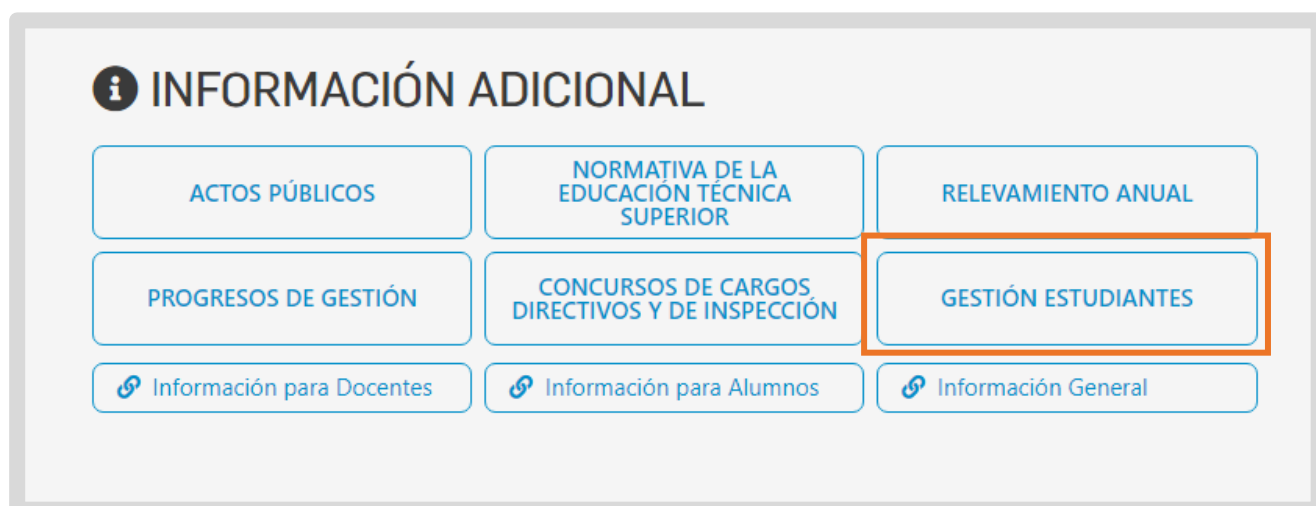 INFORMACIÓN ADICIONAL
ACTOS PÚBLICOS
NORMATIVA DE LA
EDUCACIÓN TÉCNICA
SUPERIOR
RELEVAMIENTO ANUAL
PROGRESOS DE GESTIÓN
CONCURSOS DE CARGOS
DIRECTIVOS Y DE INSPECCIÓN
GESTIÓN ESTUDIANTES
Información para Docentes
Información para Alumnos
Información General